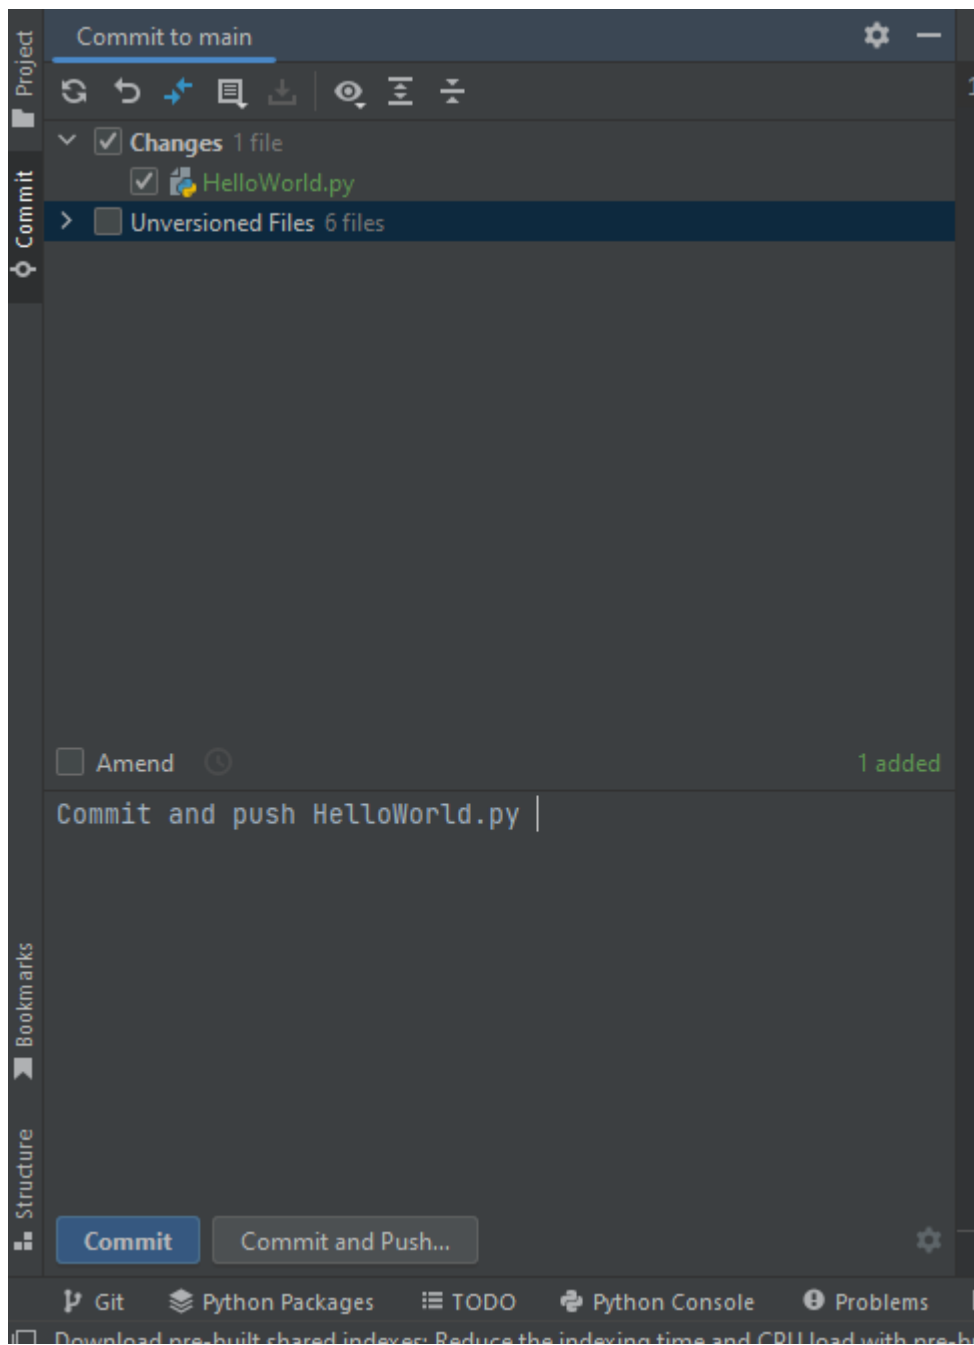 Commit to main
Project
Changes 1 file
HelloWorld.py
Commit
Unversioned Files 6 files
Amend
1 added
Commit and push HelloWorld.py
Bookmarks
Structure
Commit
Commit and Push...
Git
Python Packages
TODO
Python Console
Problems
Download pre-built shared indexes: Reduce the indexing time and CPU load with